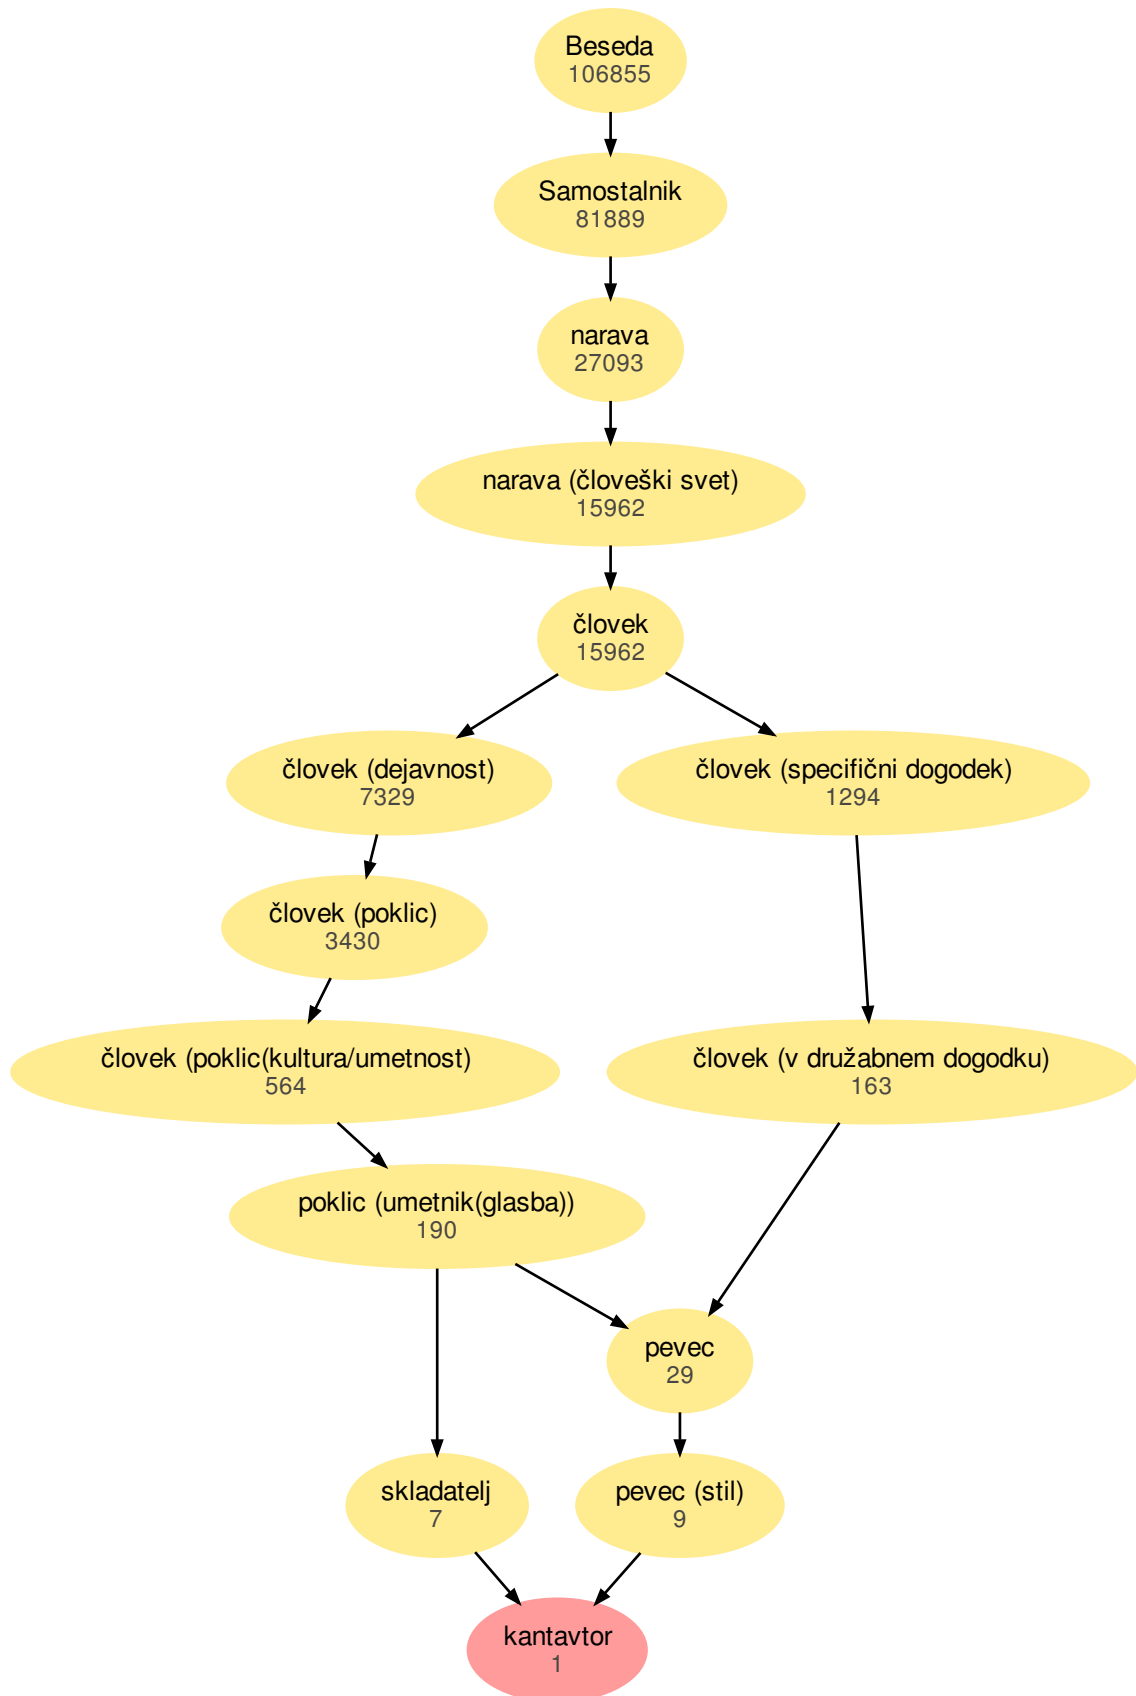 Beseda
106855
Samostalnik
81889
narava
27093
narava (človeški svet)
15962
človek
15962
človek (dejavnost)
7329
človek (specifični dogodek)
1294
človek (poklic)
3430
človek (poklic(kultura/umetnost)
564
človek (v družabnem dogodku)
163
poklic (umetnik(glasba))
190
pevec
29
skladatelj
7
pevec (stil)
9
kantavtor
1